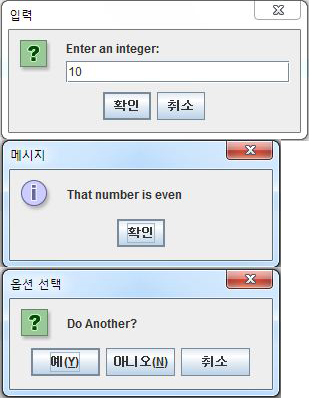 입력
Enter an integer:
10
확인 취소
메시지
That number is even
확인
옵션 선택
Do Another?
예(Y) 아니오(N) 취소